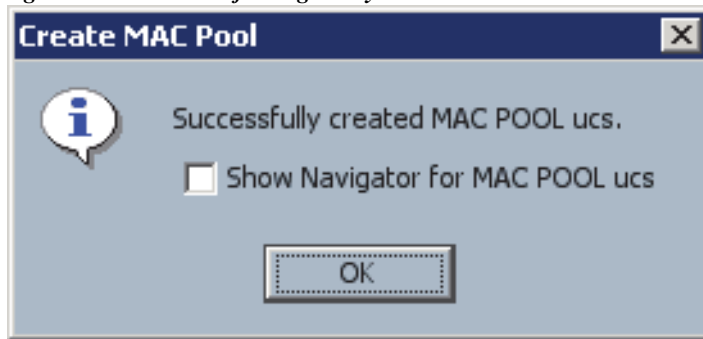 Create MAC Pool
Successfully created MAC POOL ucs.
Show Navigator for MAC POOL ucs
OK